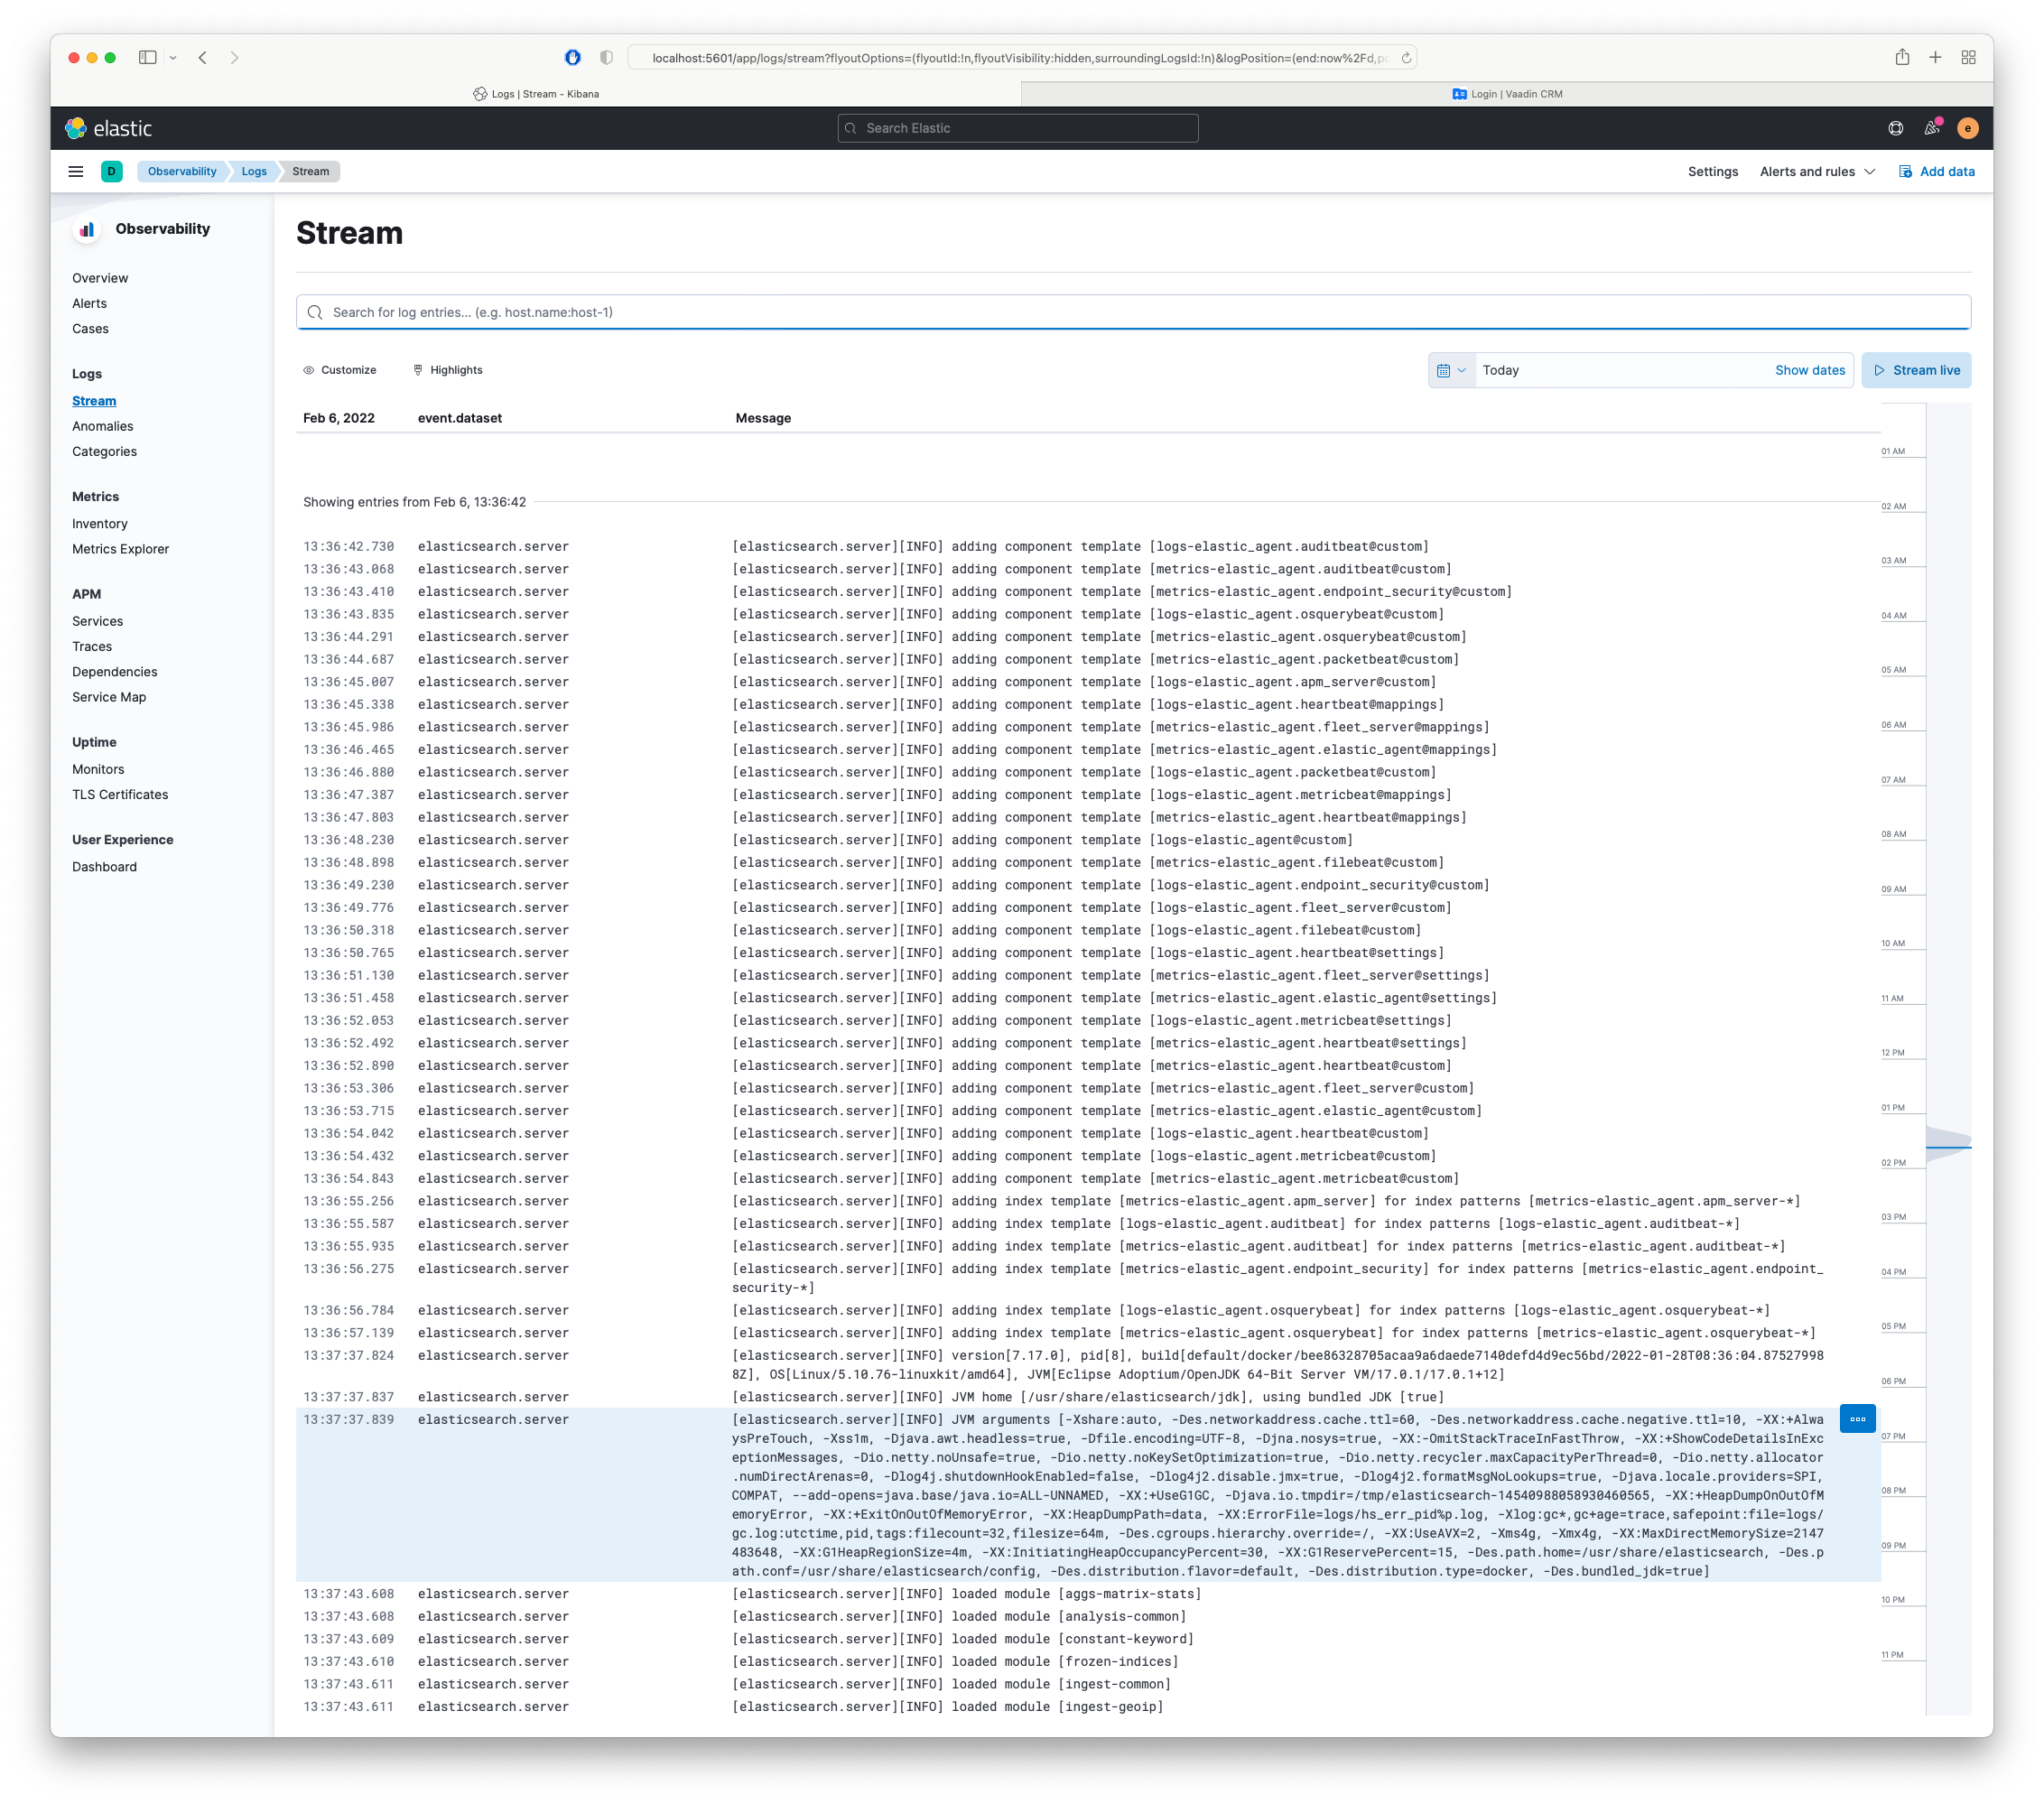 localhost:5601/app/logs/stream?flyoutOptions=(flyoutId:!n,flyoutVisibility:hidden,surroundingLogsId:!n)&logPosition=(end:now%2Fd,po
Logs | Stream - Kibana
Login | Vaadin CRM
elastic
Search Elastic
e
D
Observability
Logs
Stream
Settings
Alerts and rules
Add data
Observability
Overview
Alerts
Cases
Logs
Stream
Anomalies
Categories
Metrics
Inventory
Metrics Explorer
APM
Services
Traces
Dependencies
Service Map
Uptime
Monitors
TLS Certificates
User Experience
Dashboard
Stream
Search for log entries... (e.g. host.name:host-1)
Customize
Highlights
Today
Show dates
Stream live
Feb 6, 2022 event.dataset Message
Showing entries from Feb 6, 13:36:42
13:36:42.730 elasticsearch.server [elasticsearch.server][INFO] adding component template [logs-elastic_agent.auditbeat@custom]
13:36:43.068 elasticsearch.server [elasticsearch.server][INFO] adding component template [metrics-elastic_agent.auditbeat@custom]
13:36:43.410 elasticsearch.server [elasticsearch.server][INFO] adding component template [metrics-elastic_agent.endpoint_security@custom]
13:36:43.835 elasticsearch.server [elasticsearch.server][INFO] adding component template [logs-elastic_agent.osquerybeat@custom]
13:36:44.291 elasticsearch.server [elasticsearch.server][INFO] adding component template [metrics-elastic_agent.osquerybeat@custom]
13:36:44.687 elasticsearch.server [elasticsearch.server][INFO] adding component template [metrics-elastic_agent.packetbeat@custom]
13:36:45.007 elasticsearch.server [elasticsearch.server][INFO] adding component template [logs-elastic_agent.apm_server@custom]
13:36:45.338 elasticsearch.server [elasticsearch.server][INFO] adding component template [logs-elastic_agent.heartbeat@mappings]
13:36:45.986 elasticsearch.server [elasticsearch.server][INFO] adding component template [metrics-elastic_agent.fleet_server@mappings]
13:36:46.465 elasticsearch.server [elasticsearch.server][INFO] adding component template [metrics-elastic_agent.elastic_agent@mappings]
13:36:46.880 elasticsearch.server [elasticsearch.server][INFO] adding component template [logs-elastic_agent.packetbeat@custom]
13:36:47.387 elasticsearch.server [elasticsearch.server][INFO] adding component template [logs-elastic_agent.metricbeat@mappings]
13:36:47.803 elasticsearch.server [elasticsearch.server][INFO] adding component template [metrics-elastic_agent.heartbeat@mappings]
13:36:48.230 elasticsearch.server [elasticsearch.server][INFO] adding component template [logs-elastic_agent@custom]
13:36:48.898 elasticsearch.server [elasticsearch.server][INFO] adding component template [metrics-elastic_agent.filebeat@custom]
13:36:49.230 elasticsearch.server [elasticsearch.server][INFO] adding component template [logs-elastic_agent.endpoint_security@custom]
13:36:49.776 elasticsearch.server [elasticsearch.server][INFO] adding component template [logs-elastic_agent.fleet_server@custom]
13:36:50.318 elasticsearch.server [elasticsearch.server][INFO] adding component template [logs-elastic_agent.filebeat@custom]
13:36:50.765 elasticsearch.server [elasticsearch.server][INFO] adding component template [logs-elastic_agent.heartbeat@settings]
13:36:51.130 elasticsearch.server [elasticsearch.server][INFO] adding component template [metrics-elastic_agent.fleet_server@settings]
13:36:51.458 elasticsearch.server [elasticsearch.server][INFO] adding component template [metrics-elastic_agent.elastic_agent@settings]
13:36:52.053 elasticsearch.server [elasticsearch.server][INFO] adding component template [logs-elastic_agent.metricbeat@settings]
13:36:52.492 elasticsearch.server [elasticsearch.server][INFO] adding component template [metrics-elastic_agent.heartbeat@settings]
13:36:52.890 elasticsearch.server [elasticsearch.server][INFO] adding component template [metrics-elastic_agent.heartbeat@custom]
13:36:53.306 elasticsearch.server [elasticsearch.server][INFO] adding component template [metrics-elastic_agent.fleet_server@custom]
13:36:53.715 elasticsearch.server [elasticsearch.server][INFO] adding component template [metrics-elastic_agent.elastic_agent@custom]
13:36:54.042 elasticsearch.server [elasticsearch.server][INFO] adding component template [logs-elastic_agent.heartbeat@custom]
13:36:54.432 elasticsearch.server [elasticsearch.server][INFO] adding component template [logs-elastic_agent.metricbeat@custom]
13:36:54.843 elasticsearch.server [elasticsearch.server][INFO] adding component template [metrics-elastic_agent.metricbeat@custom]
13:36:55.256 elasticsearch.server [elasticsearch.server][INFO] adding index template [metrics-elastic_agent.apm_server] for index patterns [metrics-elastic_agent.apm_server-*]
13:36:55.587 elasticsearch.server [elasticsearch.server][INFO] adding index template [logs-elastic_agent.auditbeat] for index patterns [logs-elastic_agent.auditbeat-*]
13:36:55.935 elasticsearch.server [elasticsearch.server][INFO] adding index template [metrics-elastic_agent.auditbeat] for index patterns [metrics-elastic_agent.auditbeat-*]
13:36:56.275 elasticsearch.server [elasticsearch.server][INFO] adding index template [metrics-elastic_agent.endpoint_security] for index patterns [metrics-elastic_agent.endpoint_
security-*]
13:36:56.784 elasticsearch.server [elasticsearch.server][INFO] adding index template [logs-elastic_agent.osquerybeat] for index patterns [logs-elastic_agent.osquerybeat-*]
13:36:57.139 elasticsearch.server [elasticsearch.server][INFO] adding index template [metrics-elastic_agent.osquerybeat] for index patterns [metrics-elastic_agent.osquerybeat-*]
13:37:37.824 elasticsearch.server [elasticsearch.server][INFO] version[7.17.0], pid[8], build[default/docker/bee86328705acaa9a6daede7140defd4d9ec56bd/2022-01-28T08:36:04.87527998
8Z], OS[Linux/5.10.76-linuxkit/amd64], JVM[Eclipse Adoptium/OpenJDK 64-Bit Server VM/17.0.1/17.0.1+12]
13:37:37.837 elasticsearch.server [elasticsearch.server][INFO] JVM home [/usr/share/elasticsearch/jdk], using bundled JDK [true]
13:37:37.839 elasticsearch.server [elasticsearch.server][INFO] JVM arguments [-Xshare:auto, -Des.networkaddress.cache.ttl=60, -Des.networkaddress.cache.negative.ttl=10, -XX:+Alwa
ysPreTouch, -Xss1m, -Djava.awt.headless=true, -Dfile.encoding=UTF-8, -Djna.nosys=true, -XX:-OmitStackTraceInFastThrow, -XX:+ShowCodeDetailsInExc
eptionMessages, -Dio.netty.noUnsafe=true, -Dio.netty.noKeySetOptimization=true, -Dio.netty.recycler.maxCapacityPerThread=0, -Dio.netty.allocator
.numDirectArenas=0, -Dlog4j.shutdownHookEnabled=false, -Dlog4j2.disable.jmx=true, -Dlog4j2.formatMsgNoLookups=true, -Djava.locale.providers=SPI,
COMPAT, --add-opens=java.base/java.io=ALL-UNNAMED, -XX:+UseG1GC, -Djava.io.tmpdir=/tmp/elasticsearch-14540988058930460565, -XX:+HeapDumpOnOutOfM
emoryError, -XX:+ExitOnOutOfMemoryError, -XX:HeapDumpPath=data, -XX:ErrorFile=logs/hs_err_pid%p.log, -Xlog:gc*,gc+age=trace,safepoint:file=logs/
gc.log:utctime,pid,tags:filecount=32,filesize=64m, -Des.cgroups.hierarchy.override=/, -XX:UseAVX=2, -Xms4g, -Xmx4g, -XX:MaxDirectMemorySize=2147
483648, -XX:G1HeapRegionSize=4m, -XX:InitiatingHeapOccupancyPercent=30, -XX:G1ReservePercent=15, -Des.path.home=/usr/share/elasticsearch, -Des.p
ath.conf=/usr/share/elasticsearch/config, -Des.distribution.flavor=default, -Des.distribution.type=docker, -Des.bundled_jdk=true]
13:37:43.608 elasticsearch.server [elasticsearch.server][INFO] loaded module [aggs-matrix-stats]
13:37:43.608 elasticsearch.server [elasticsearch.server][INFO] loaded module [analysis-common]
13:37:43.609 elasticsearch.server [elasticsearch.server][INFO] loaded module [constant-keyword]
13:37:43.610 elasticsearch.server [elasticsearch.server][INFO] loaded module [frozen-indices]
13:37:43.611 elasticsearch.server [elasticsearch.server][INFO] loaded module [ingest-common]
13:37:43.611 elasticsearch.server [elasticsearch.server][INFO] loaded module [ingest-geoip]
01 AM
02 AM
03 AM
04 AM
05 AM
06 AM
07 AM
08 AM
09 AM
10 AM
11 AM
12 PM
01 PM
02 PM
03 PM
04 PM
05 PM
06 PM
07 PM
08 PM
09 PM
10 PM
11 PM